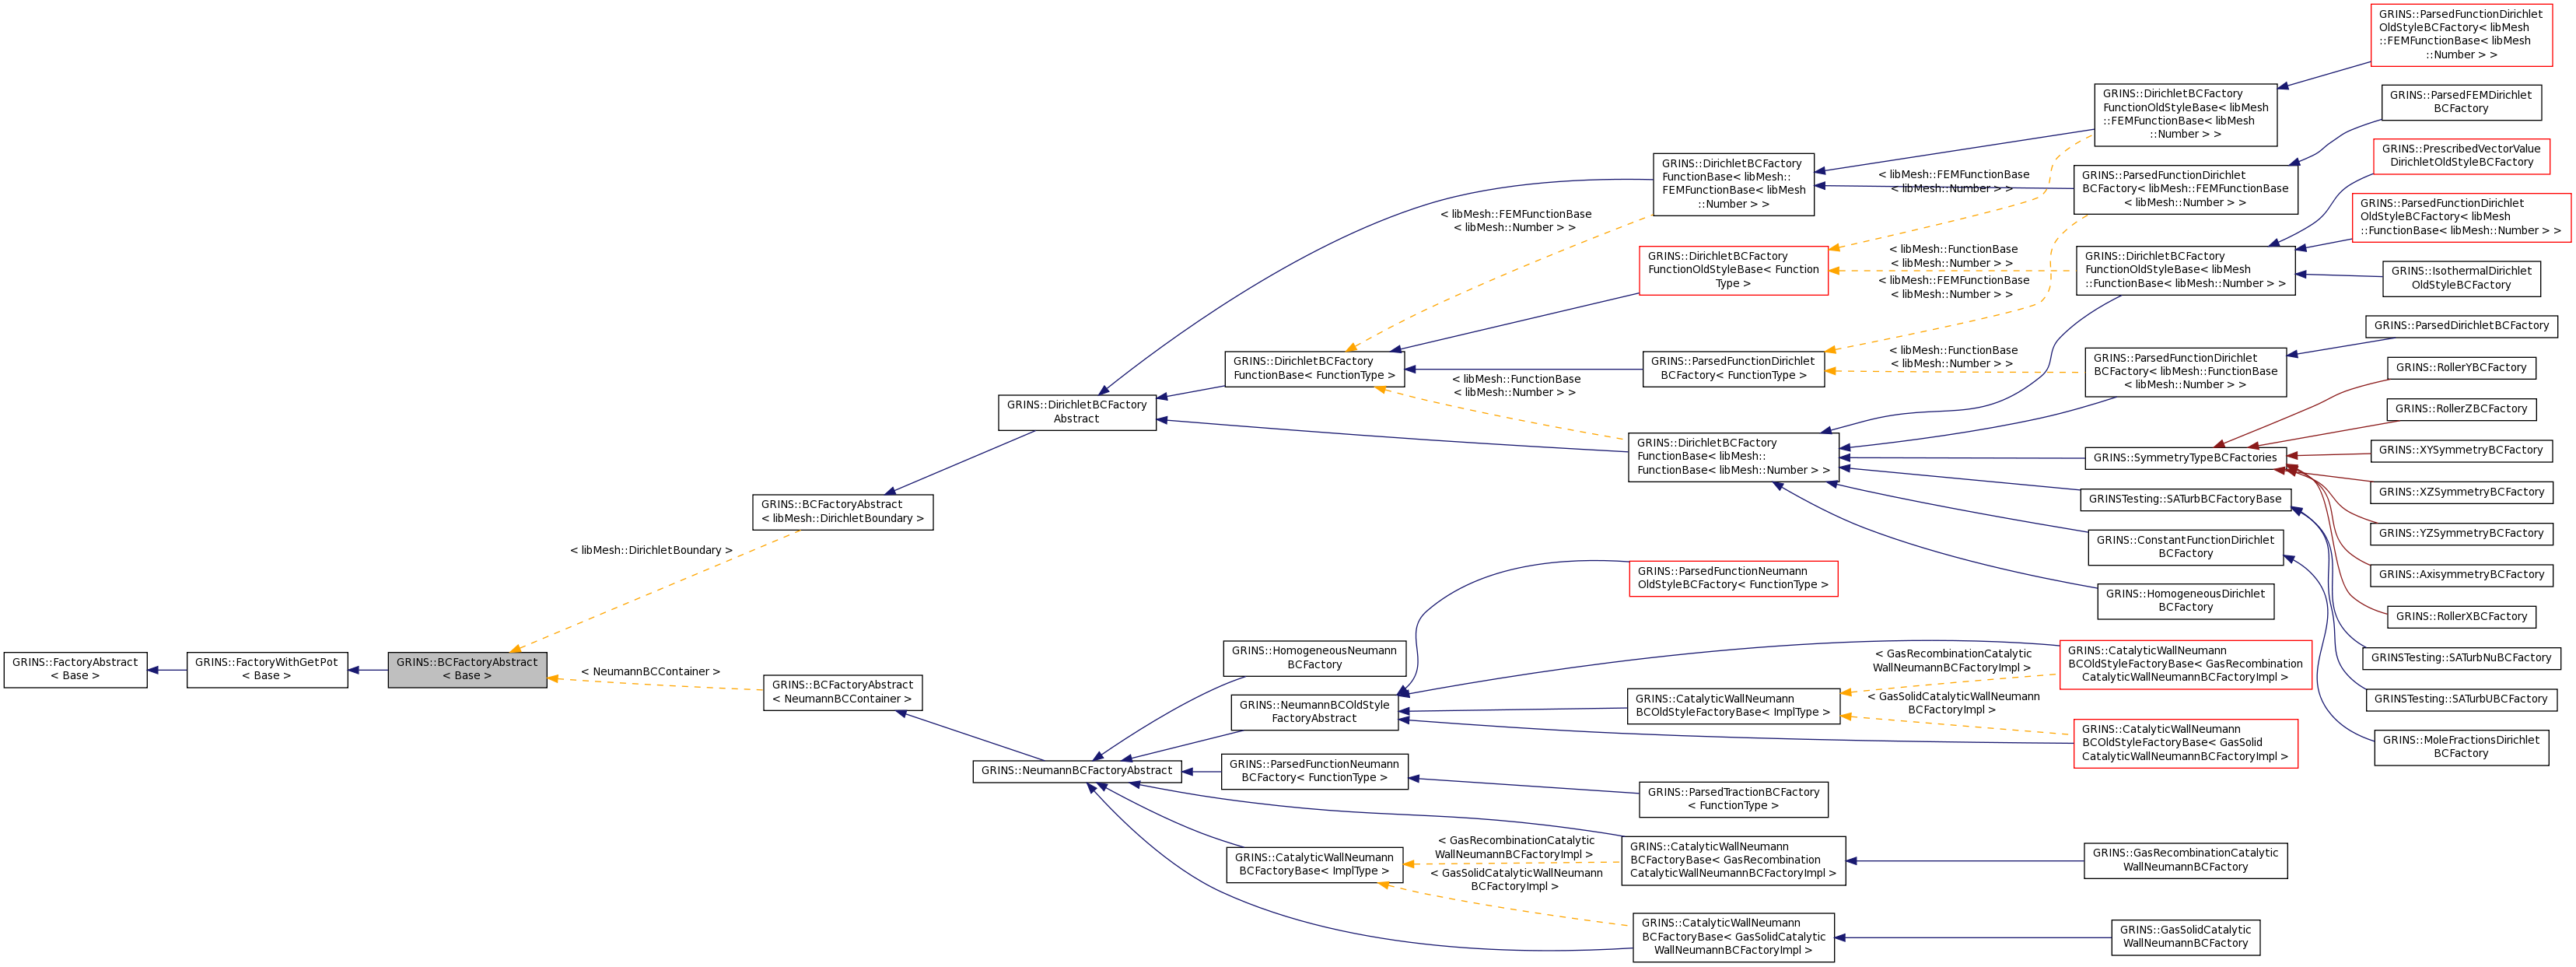 GRINS::FactoryAbstract
< Base >
GRINS::FactoryWithGetPot
< Base >
GRINS::BCFactoryAbstract
< Base >
< libMesh::DirichletBoundary >
< NeumannBCContainer >
GRINS::BCFactoryAbstract
< libMesh::DirichletBoundary >
GRINS::BCFactoryAbstract
< NeumannBCContainer >
GRINS::DirichletBCFactory
Abstract
GRINS::NeumannBCFactoryAbstract
GRINS::DirichletBCFactory
FunctionBase< FunctionType >
GRINS::HomogeneousNeumann
BCFactory
GRINS::NeumannBCOldStyle
FactoryAbstract
GRINS::ParsedFunctionNeumann
BCFactory< FunctionType >
GRINS::CatalyticWallNeumann
BCFactoryBase< ImplType >
< libMesh::FEMFunctionBase
< libMesh::Number > >
< libMesh::FunctionBase
< libMesh::Number > >
< GasRecombinationCatalytic
WallNeumannBCFactoryImpl >
< GasSolidCatalyticWallNeumann
BCFactoryImpl >
GRINS::DirichletBCFactory
FunctionBase< libMesh::
FEMFunctionBase< libMesh
::Number > >
GRINS::DirichletBCFactory
FunctionOldStyleBase< Function
Type >
GRINS::ParsedFunctionDirichlet
BCFactory< FunctionType >
GRINS::DirichletBCFactory
FunctionBase< libMesh::
FunctionBase< libMesh::Number > >
GRINS::ParsedFunctionNeumann
OldStyleBCFactory< FunctionType >
GRINS::CatalyticWallNeumann
BCOldStyleFactoryBase< ImplType >
GRINS::ParsedTractionBCFactory
< FunctionType >
GRINS::CatalyticWallNeumann
BCFactoryBase< GasRecombination
CatalyticWallNeumannBCFactoryImpl >
GRINS::CatalyticWallNeumann
BCFactoryBase< GasSolidCatalytic
WallNeumannBCFactoryImpl >
< libMesh::FEMFunctionBase
< libMesh::Number > >
< libMesh::FunctionBase
< libMesh::Number > >
< libMesh::FEMFunctionBase
< libMesh::Number > >
< libMesh::FunctionBase
< libMesh::Number > >
< GasRecombinationCatalytic
WallNeumannBCFactoryImpl >
< GasSolidCatalyticWallNeumann
BCFactoryImpl >
GRINS::DirichletBCFactory
FunctionOldStyleBase< libMesh
::FEMFunctionBase< libMesh
::Number > >
GRINS::ParsedFunctionDirichlet
BCFactory< libMesh::FEMFunctionBase
< libMesh::Number > >
GRINS::DirichletBCFactory
FunctionOldStyleBase< libMesh
::FunctionBase< libMesh::Number > >
GRINS::ParsedFunctionDirichlet
BCFactory< libMesh::FunctionBase
< libMesh::Number > >
GRINS::SymmetryTypeBCFactories
GRINSTesting::SATurbBCFactoryBase
GRINS::ConstantFunctionDirichlet
BCFactory
GRINS::HomogeneousDirichlet
BCFactory
GRINS::CatalyticWallNeumann
BCOldStyleFactoryBase< GasRecombination
CatalyticWallNeumannBCFactoryImpl >
GRINS::CatalyticWallNeumann
BCOldStyleFactoryBase< GasSolid
CatalyticWallNeumannBCFactoryImpl >
GRINS::GasRecombinationCatalytic
WallNeumannBCFactory
GRINS::GasSolidCatalytic
WallNeumannBCFactory
GRINS::ParsedFunctionDirichlet
OldStyleBCFactory< libMesh
::FEMFunctionBase< libMesh
::Number > >
GRINS::ParsedFEMDirichlet
BCFactory
GRINS::PrescribedVectorValue
DirichletOldStyleBCFactory
GRINS::ParsedFunctionDirichlet
OldStyleBCFactory< libMesh
::FunctionBase< libMesh::Number > >
GRINS::IsothermalDirichlet
OldStyleBCFactory
GRINS::ParsedDirichletBCFactory
GRINS::RollerYBCFactory
GRINS::RollerZBCFactory
GRINS::XYSymmetryBCFactory
GRINS::XZSymmetryBCFactory
GRINS::YZSymmetryBCFactory
GRINS::AxisymmetryBCFactory
GRINS::RollerXBCFactory
GRINSTesting::SATurbNuBCFactory
GRINSTesting::SATurbUBCFactory
GRINS::MoleFractionsDirichlet
BCFactory